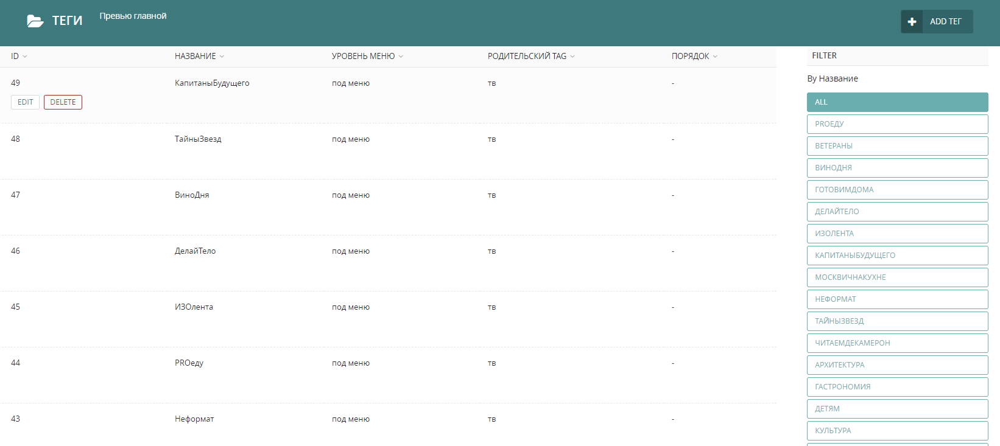 ТЕГИ
Превью главной
ADD ТЕГ
ID НАЗВАНИЕ УРОВЕНЬ МЕНЮ РОДИТЕЛЬСКИЙ TAG ПОРЯДОК
49 КапитаныБудущего под меню тв -
EDIT DELETE
48 ТайныЗвезд под меню тв -
47 ВиноДня под меню тв -
46 ДелайТело под меню тв -
45 ИЗОлента под меню тв -
44 PROеду под меню тв -
43 Неформат под меню тв -
FILTER
By Название
ALL
PROЕДУ
ВЕТЕРАНЫ
ВИНОДНЯ
ГОТОВИМДОМА
ДЕЛАЙТЕЛО
ИЗОЛЕНТА
КАПИТАНЫБУДУЩЕГО
МОСКВИЧНАКУХНЕ
НЕФОРМАТ
ТАЙНЫЗВЕЗД
ЧИТАЕМДЕКАМЕРОН
АРХИТЕКТУРА
ГАСТРОНОМИЯ
ДЕТЯМ
КУЛЬТУРА